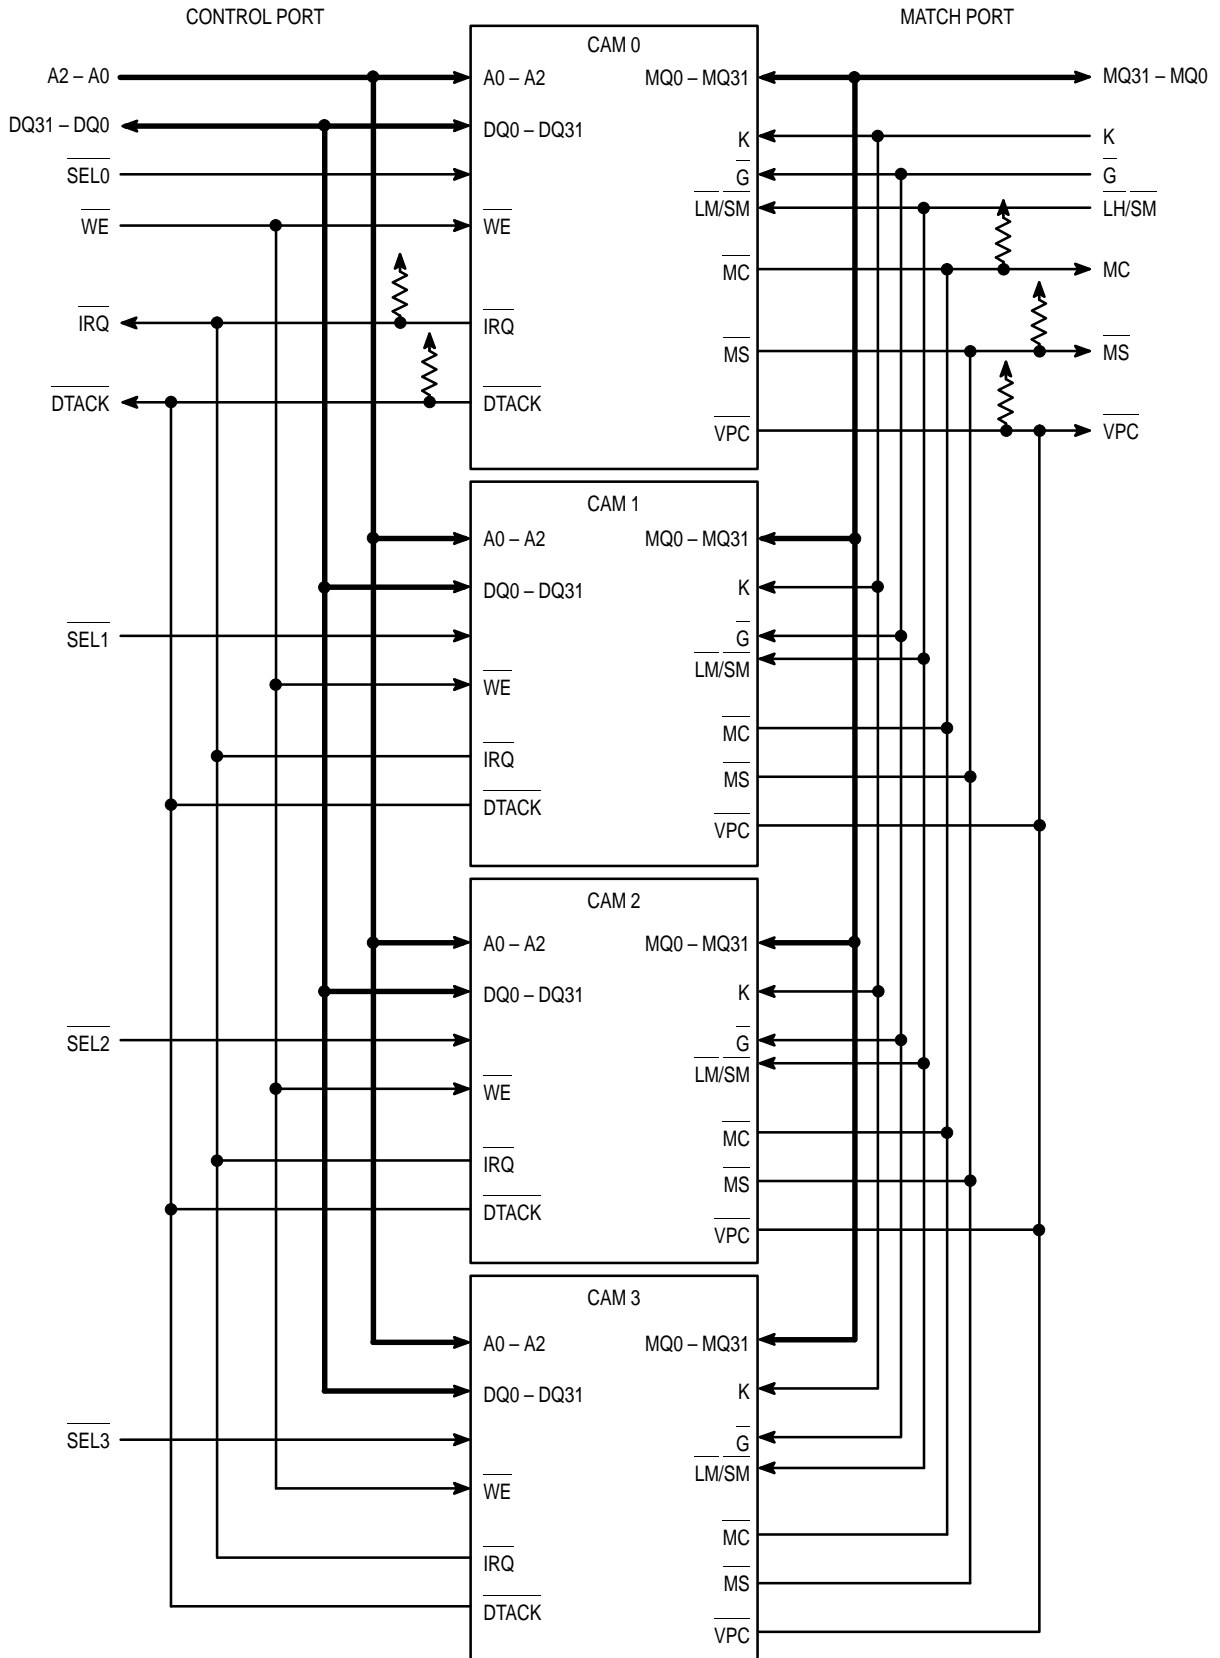 CONTROL PORT
MATCH PORT
A2 – A0
DQ31 – DQ0
SEL0
WE
IRQ
DTACK
CAM 0
A0 – A2
DQ0 – DQ31
WE
IRQ
DTACK
MQ0 – MQ31
K
G
LM/SM
MC
MS
VPC
MQ31 – MQ0
K
G
LH/SM
MC
MS
VPC
SEL1
CAM 1
A0 – A2
DQ0 – DQ31
WE
IRQ
DTACK
MQ0 – MQ31
K
G
LM/SM
MC
MS
VPC
SEL2
CAM 2
A0 – A2
DQ0 – DQ31
WE
IRQ
DTACK
MQ0 – MQ31
K
G
LM/SM
MC
MS
VPC
SEL3
CAM 3
A0 – A2
DQ0 – DQ31
WE
IRQ
DTACK
MQ0 – MQ31
K
G
LM/SM
MC
MS
VPC